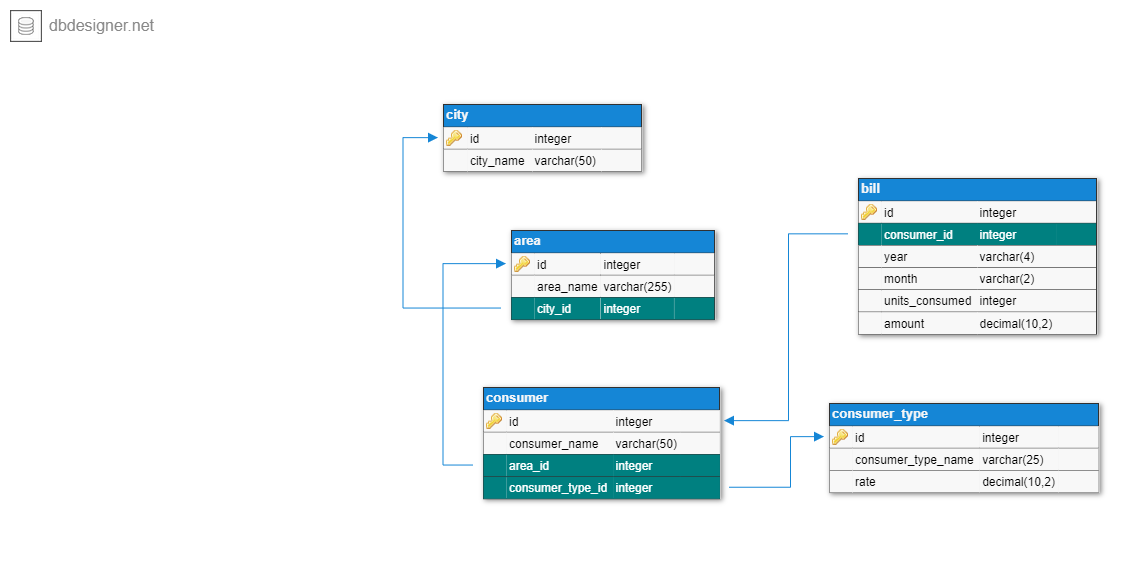 dbdesigner.net
city
id integer
city_name varchar(50)
area
id integer
area_name varchar(255)
city_id integer
consumer
id integer
consumer_name varchar(50)
area_id integer
consumer_type_id integer
bill
id integer
consumer_id integer
year varchar(4)
month varchar(2)
units_consumed integer
amount decimal(10,2)
consumer_type
id integer
consumer_type_name varchar(25)
rate decimal(10,2)